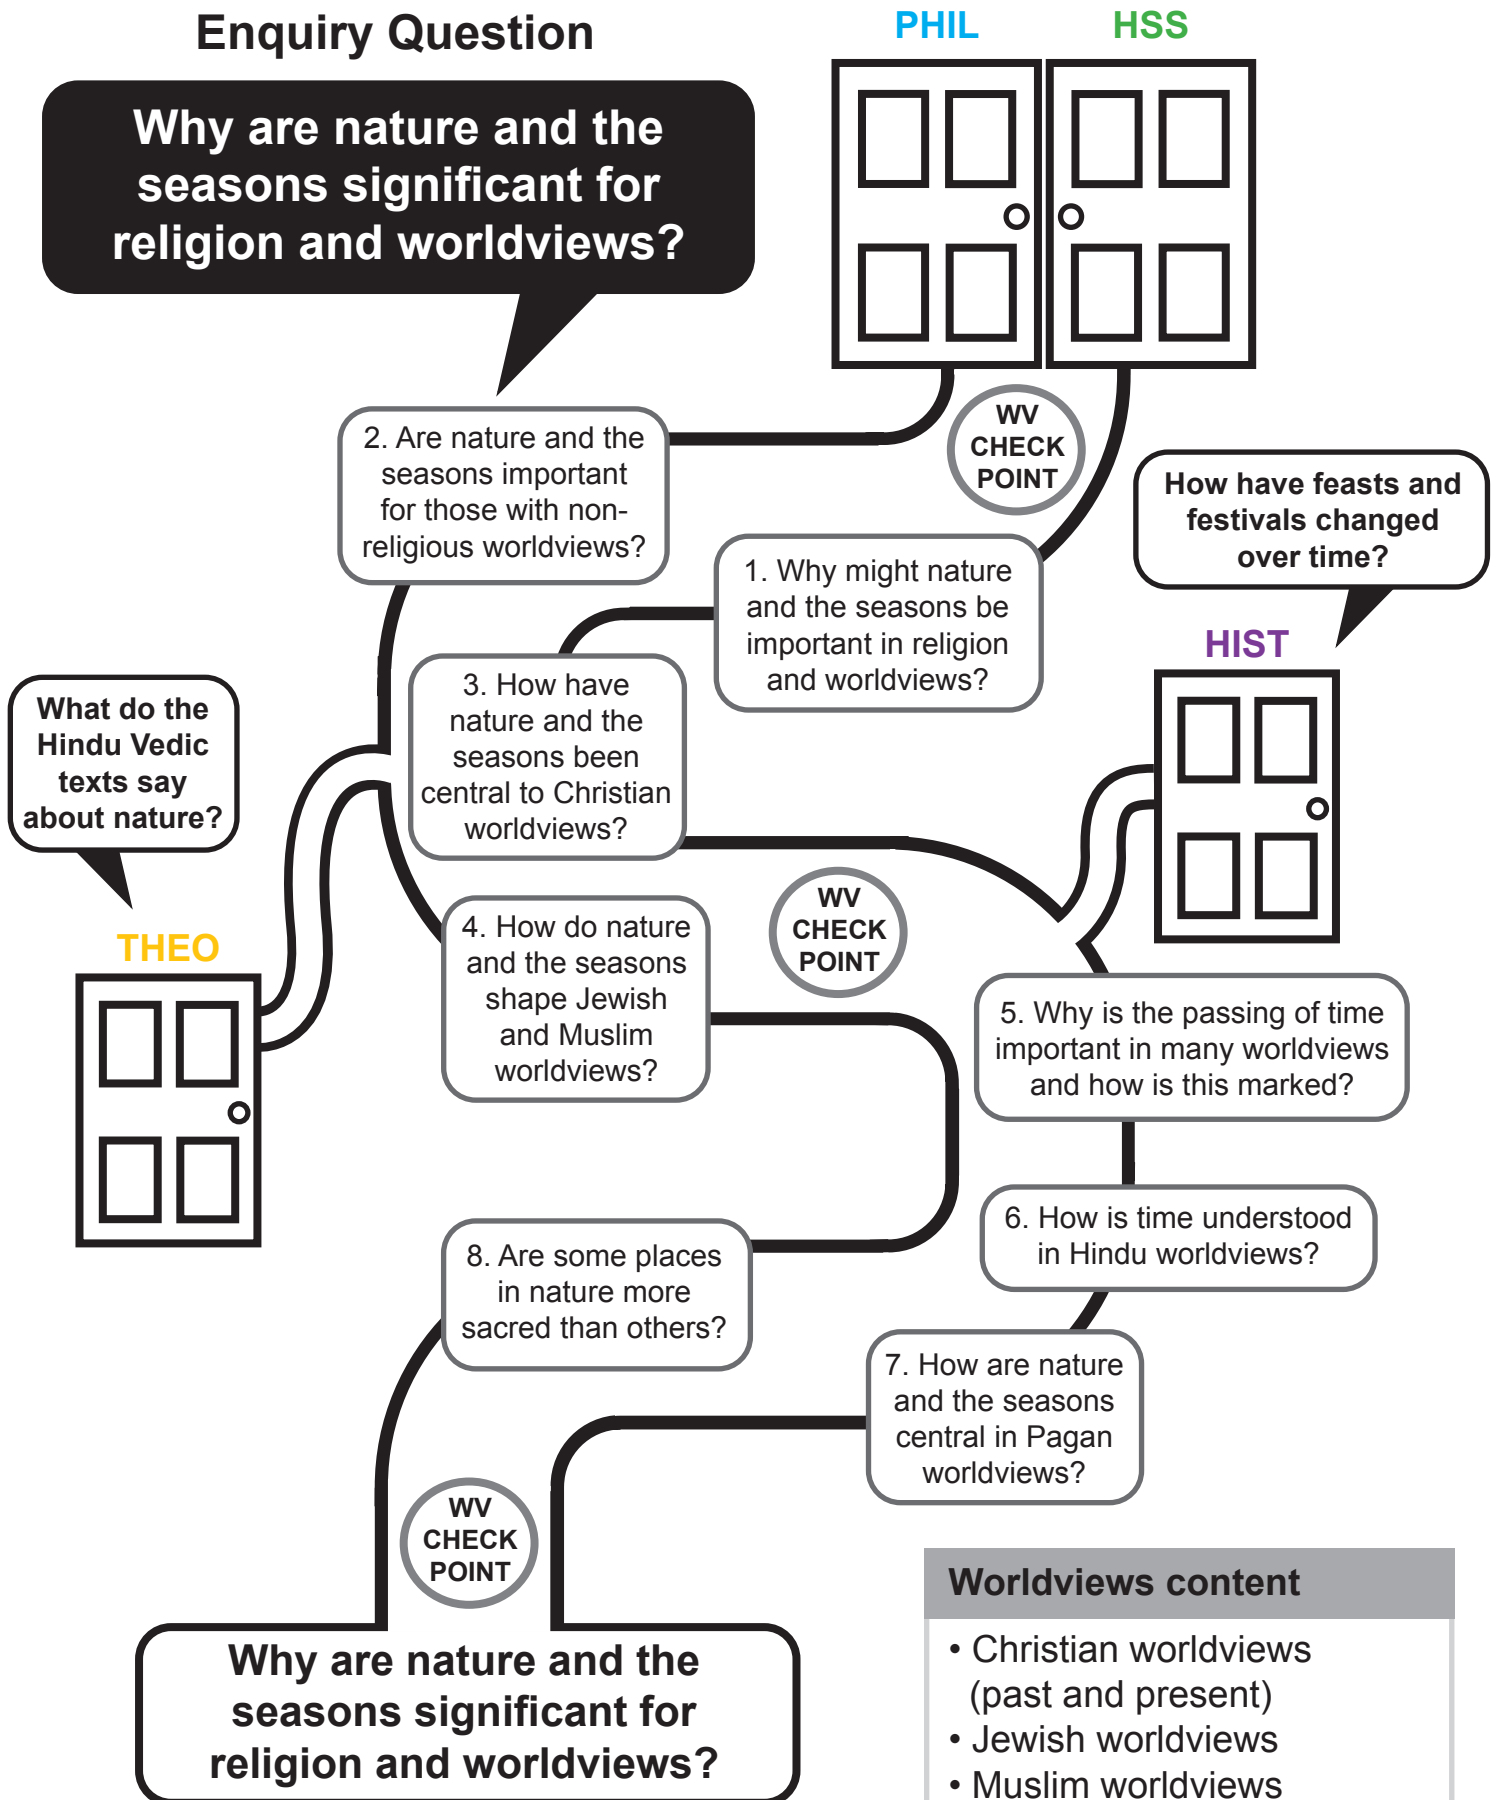 Enquiry Question
Why are nature and the
seasons significant for
religion and worldviews?
PHIL
HSS
WV
CHECK
POINT
2. Are nature and the
seasons important
for those with non-
religious worldviews?
1. Why might nature
and the seasons be
important in religion
and worldviews?
How have feasts and
festivals changed
over time?
HIST
3. How have
nature and the
seasons been
central to Christian
worldviews?
What do the
Hindu Vedic
texts say
about nature?
THEO
WV
CHECK
POINT
4. How do nature
and the seasons
shape Jewish
and Muslim
worldviews?
5. Why is the passing of time
important in many worldviews
and how is this marked?
6. How is time understood
in Hindu worldviews?
8. Are some places
in nature more
sacred than others?
7. How are nature
and the seasons
central in Pagan
worldviews?
WV
CHECK
POINT
Why are nature and the
seasons significant for
religion and worldviews?
Worldviews content
• Christian worldviews
(past and present)
• Jewish worldviews
• Muslim worldviews